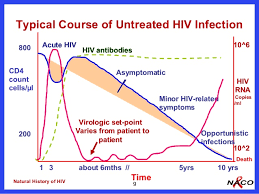 Typical Course of Untreated HIV Infection
800
Acute HIV
HIV antibodies
10^6
CD4
count
cells/µl
Asymptomatic
HIV
RNA
Copies
/ml
Minor HIV-related
symptoms
Virologic set-point
Varies from patient to
patient
200
Opportunistic
infections
10^2
Death
1 3 about 6mths // 5yrs 10 yrs
Time
Natural History of HIV
9
NACO